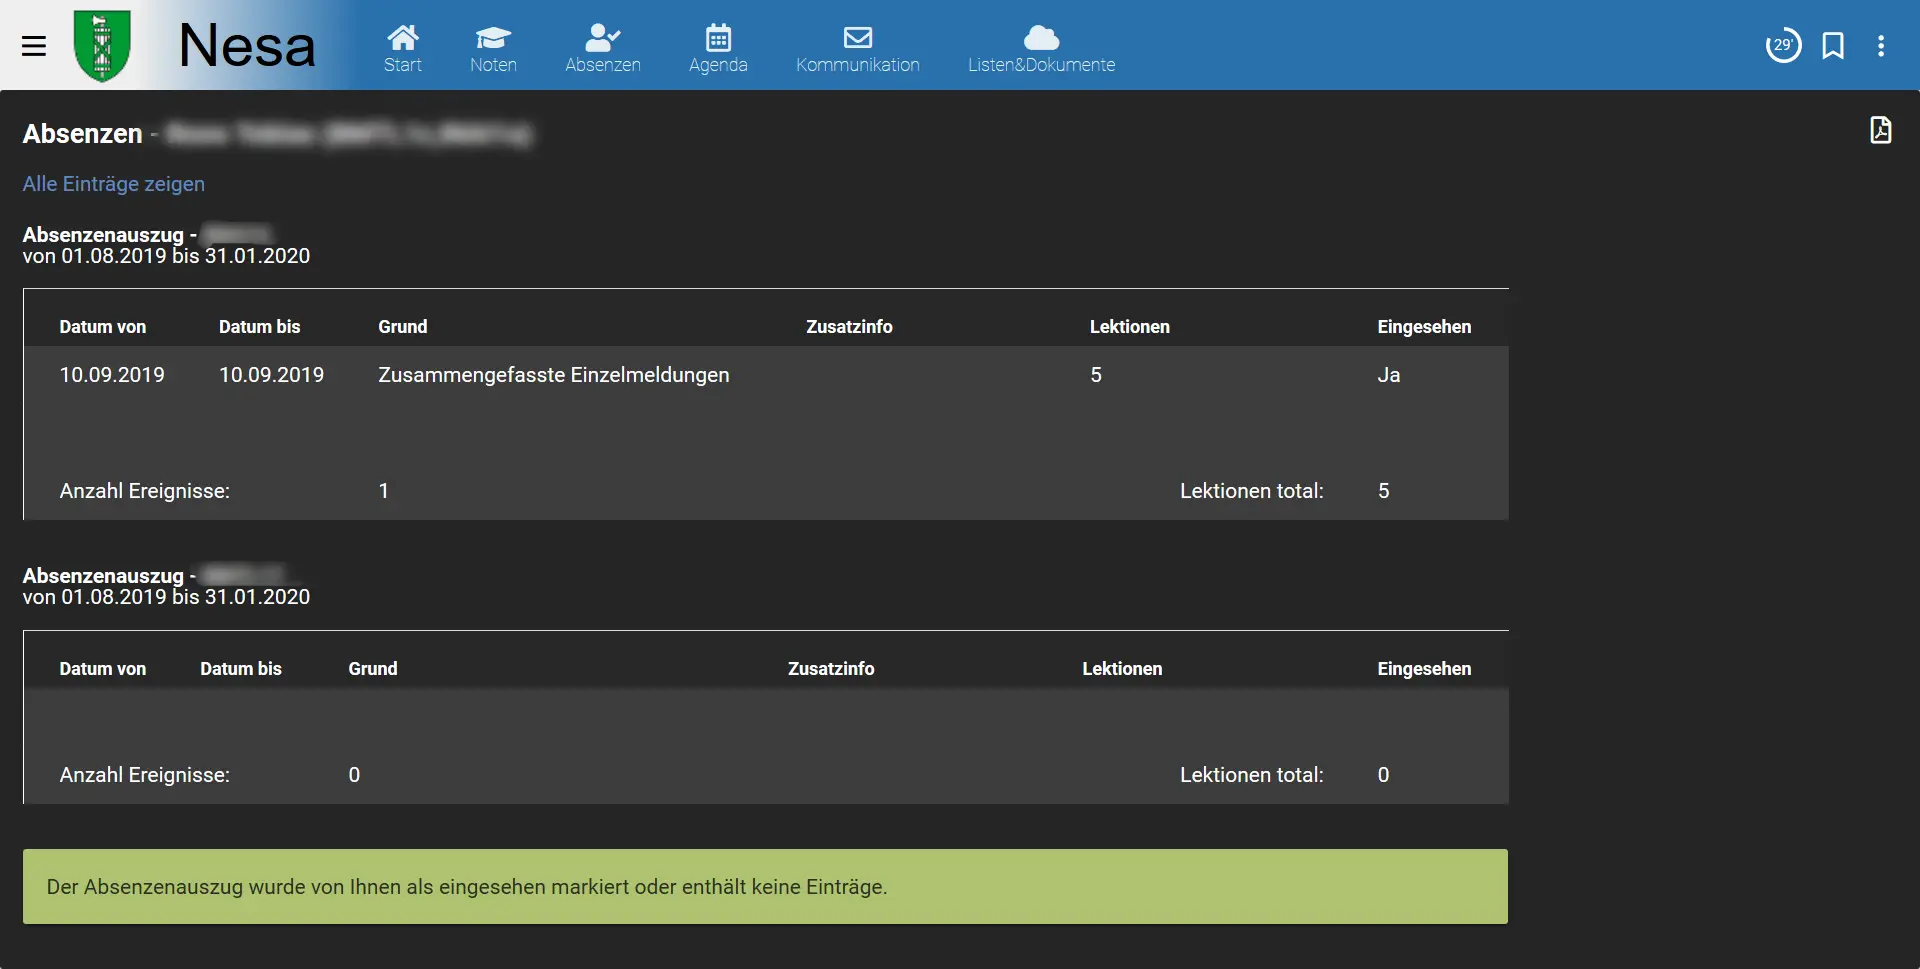 Nesa
Start
Noten
Absenzen
Agenda
Kommunikation
Listen&Dokumente
29'
Absenzen -
Alle Einträge zeigen
Absenzenauszug -
von 01.08.2019 bis 31.01.2020
Datum von Datum bis Grund Zusatzinfo Lektionen Eingesehen
10.09.2019 10.09.2019 Zusammengefasste Einzelmeldungen 5 Ja
Anzahl Ereignisse: 1 Lektionen total: 5
Absenzenauszug -
von 01.08.2019 bis 31.01.2020
Datum von Datum bis Grund Zusatzinfo Lektionen Eingesehen
Anzahl Ereignisse: 0 Lektionen total: 0
Der Absenzenauszug wurde von Ihnen als eingesehen markiert oder enthält keine Einträge.